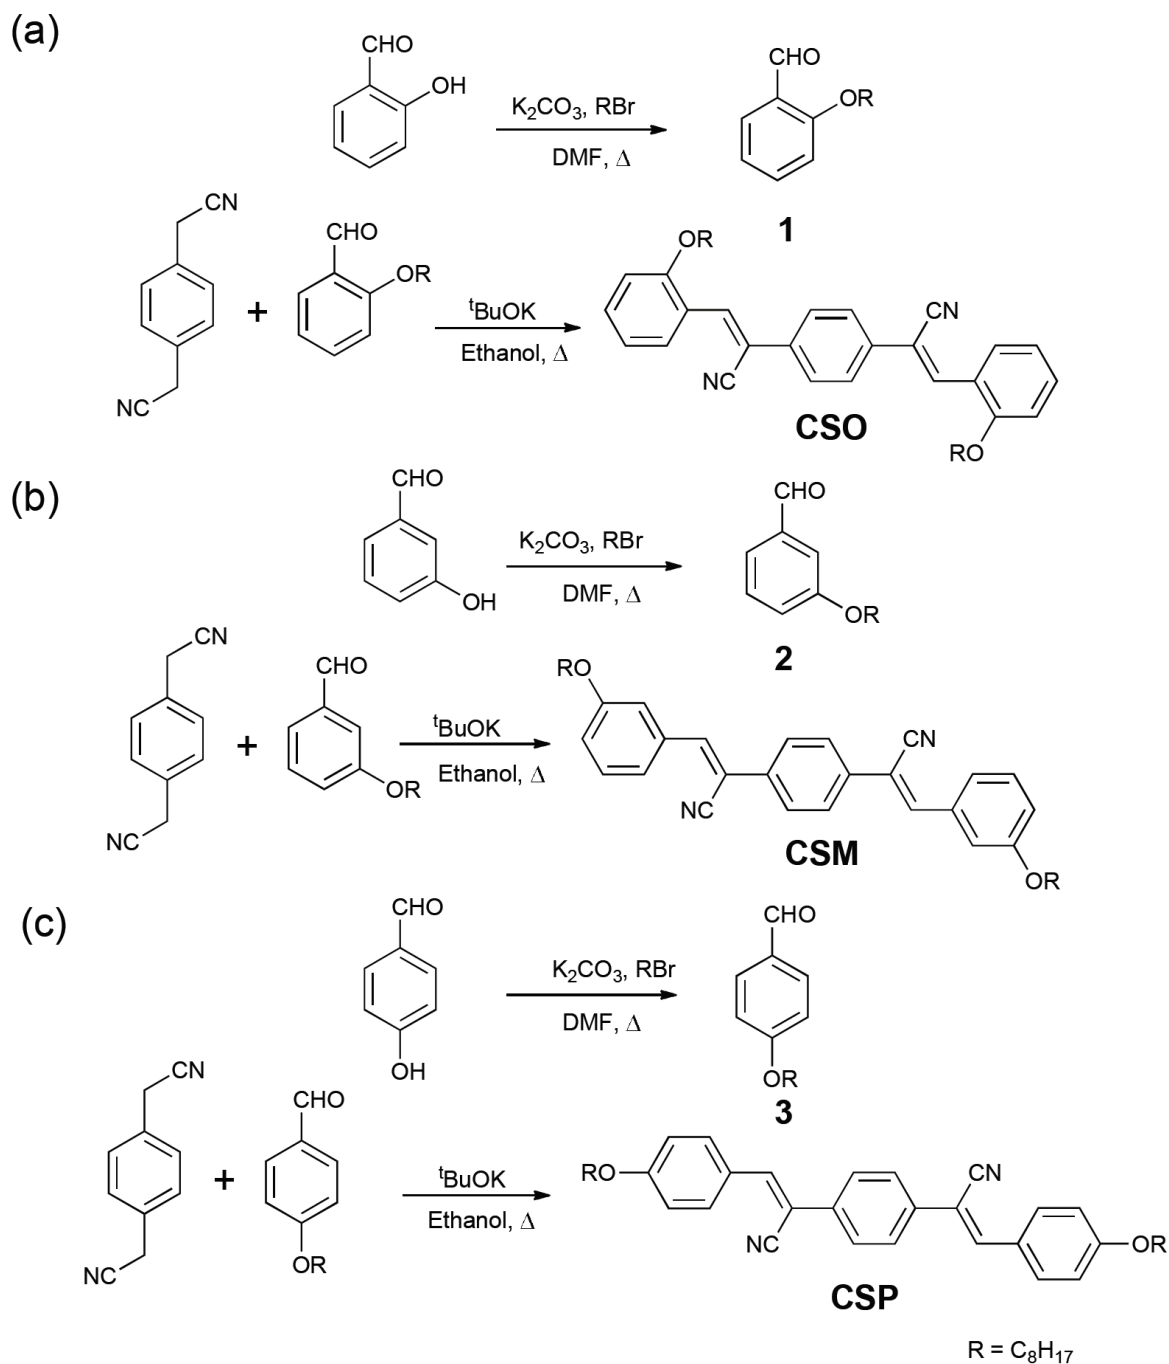 (a)
CHO
OH
K₂CO₃, RBr
DMF, Δ
CHO
OR
1
CN
NC
+
CHO
OR
ᵗBuOK
Ethanol, Δ
OR
CN
NC
RO
CSO
(b)
CHO
OH
K₂CO₃, RBr
DMF, Δ
CHO
OR
2
CN
NC
+
CHO
OR
ᵗBuOK
Ethanol, Δ
RO
CN
NC
OR
CSM
(c)
CHO
OH
K₂CO₃, RBr
DMF, Δ
CHO
OR
3
CN
NC
+
CHO
OR
ᵗBuOK
Ethanol, Δ
RO
CN
NC
OR
CSP
R = C₈H₁₇